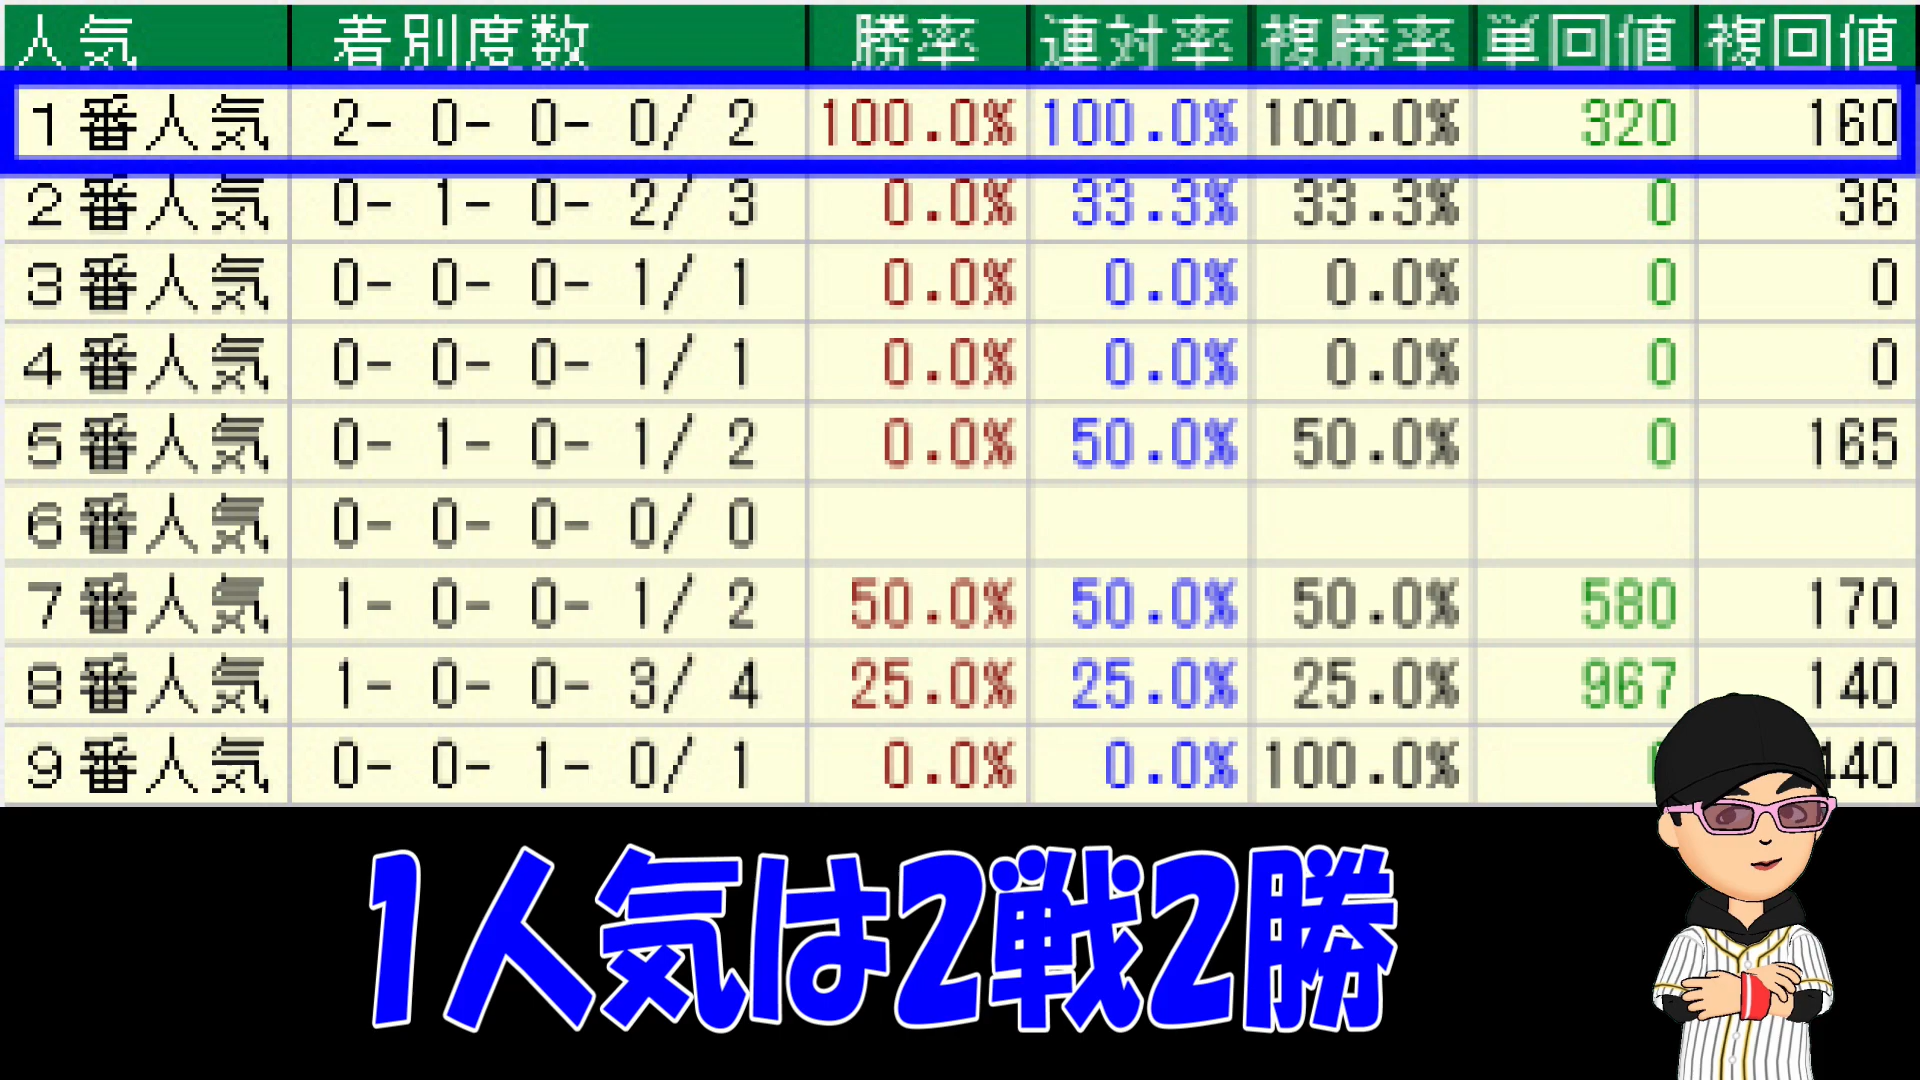 人気 着別度数 勝率 連対率 複勝率 単回値 複回値
1番人気 2- 0- 0- 0/ 2 100.0% 100.0% 100.0% 320 160
2番人気 0- 1- 0- 2/ 3 0.0% 33.3% 33.3% 0 36
3番人気 0- 0- 0- 1/ 1 0.0% 0.0% 0.0% 0 0
4番人気 0- 0- 0- 1/ 1 0.0% 0.0% 0.0% 0 0
5番人気 0- 1- 0- 1/ 2 0.0% 50.0% 50.0% 0 165
6番人気 0- 0- 0- 0/ 0
7番人気 1- 0- 0- 1/ 2 50.0% 50.0% 50.0% 580 170
8番人気 1- 0- 0- 3/ 4 25.0% 25.0% 25.0% 967 140
9番人気 0- 0- 1- 0/ 1 0.0% 0.0% 100.0% 440
1人気は2戦2勝